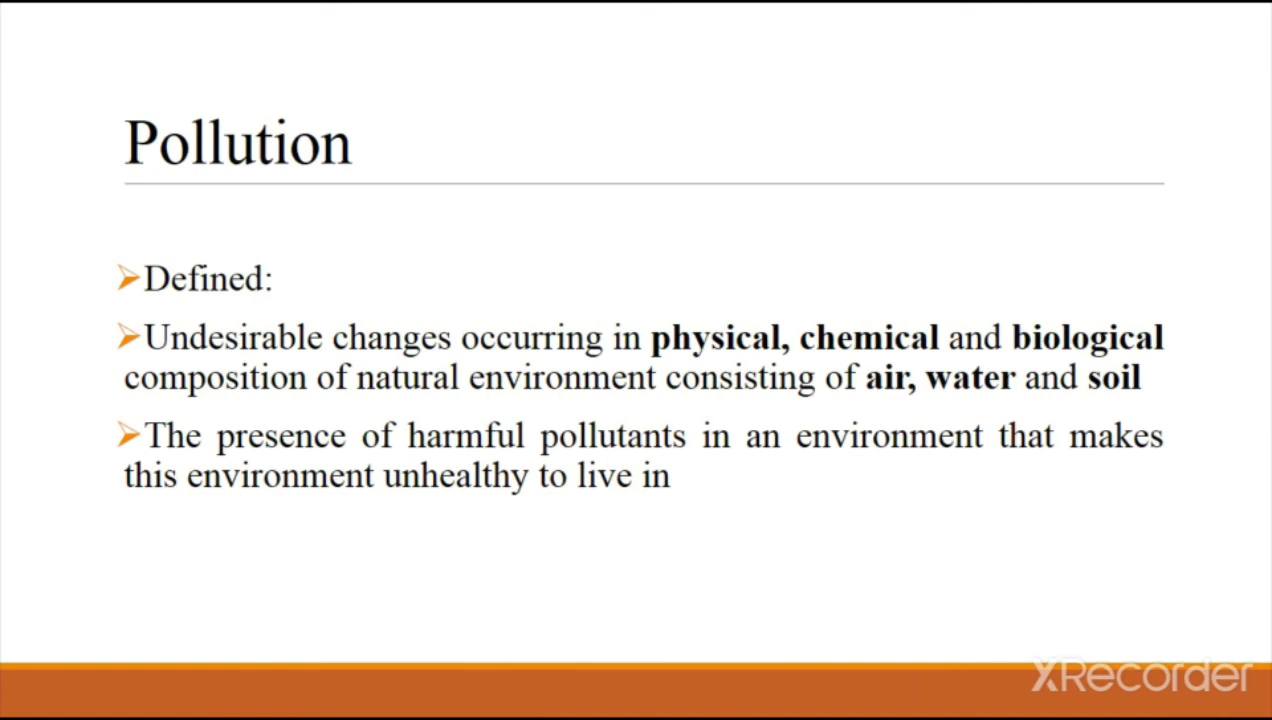 Pollution
Defined:
Undesirable changes occurring in physical, chemical and biological
composition of natural environment consisting of air, water and soil
The presence of harmful pollutants in an environment that makes
this environment unhealthy to live in
XRecorder